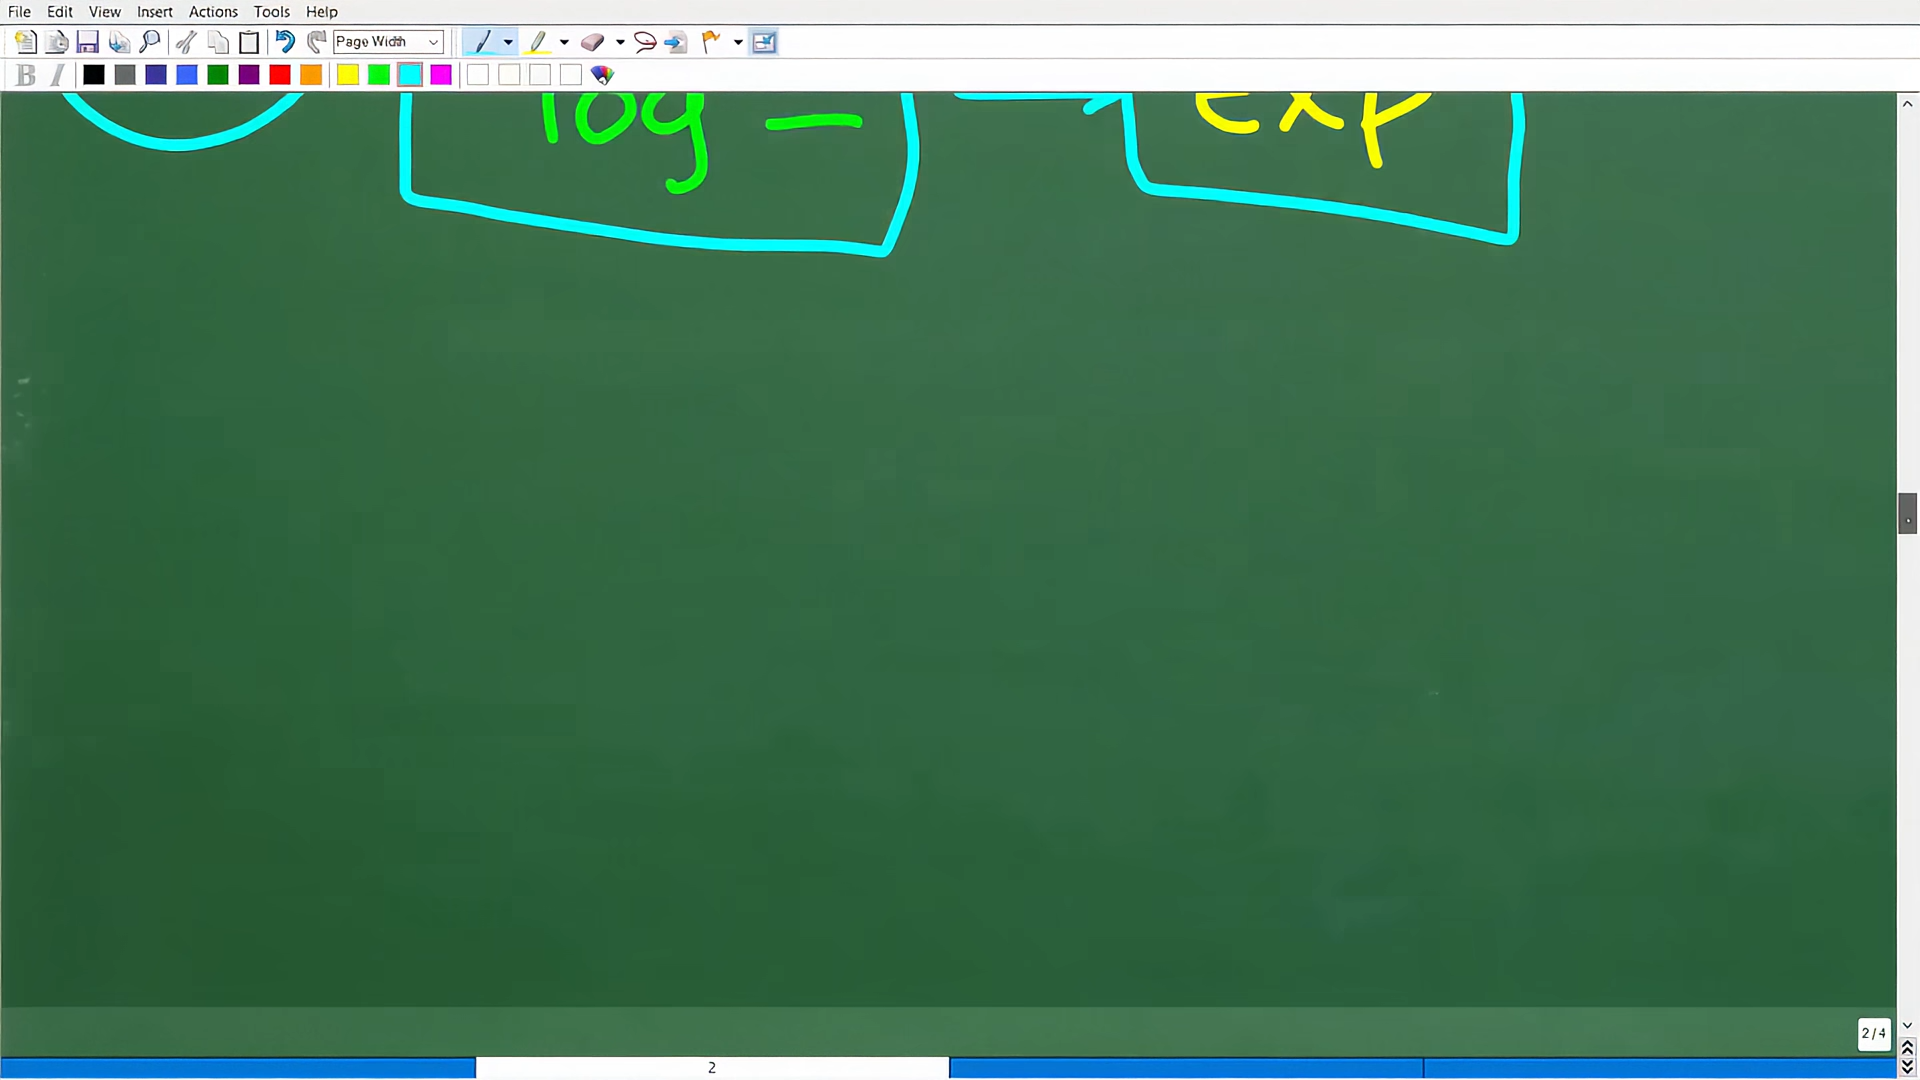 File Edit View Insert Actions Tools Help
Page Width
B I
log —
exp
2 / 4
2